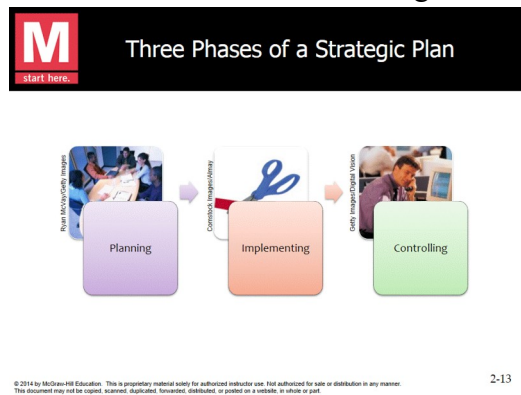 M
start here.
Three Phases of a Strategic Plan
Ryan McVay/Getty Images
Planning
Comstock Images/Almay
Implementing
Getty Images/Digital Vision
Controlling
© 2014 by McGraw-Hill Education. This is proprietary material solely for authorized instructor use. Not authorized for sale or distribution in any manner.
This document may not be copied, scanned, duplicated, forwarded, distributed, or posted on a website, in whole or part.
2-13